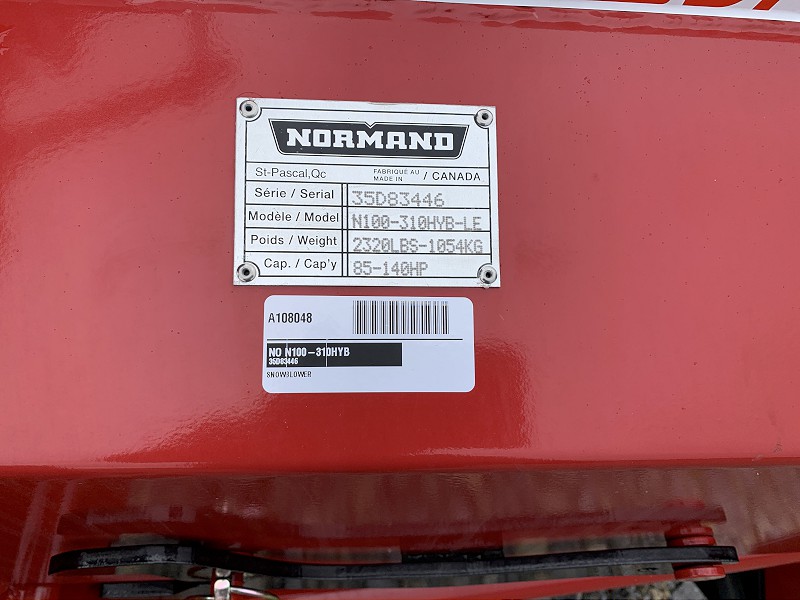 NORMAND
St-Pascal,Qc FABRIQUÉ AU MADE IN / CANADA
Série / Serial 35D83446
Modèle / Model N100-310HYB-LE
Poids / Weight 2320LBS-1054KG
Cap. / Cap'y 85-140HP
A108048
NO N100-310HYB
35D83446
SNOWBLOWER